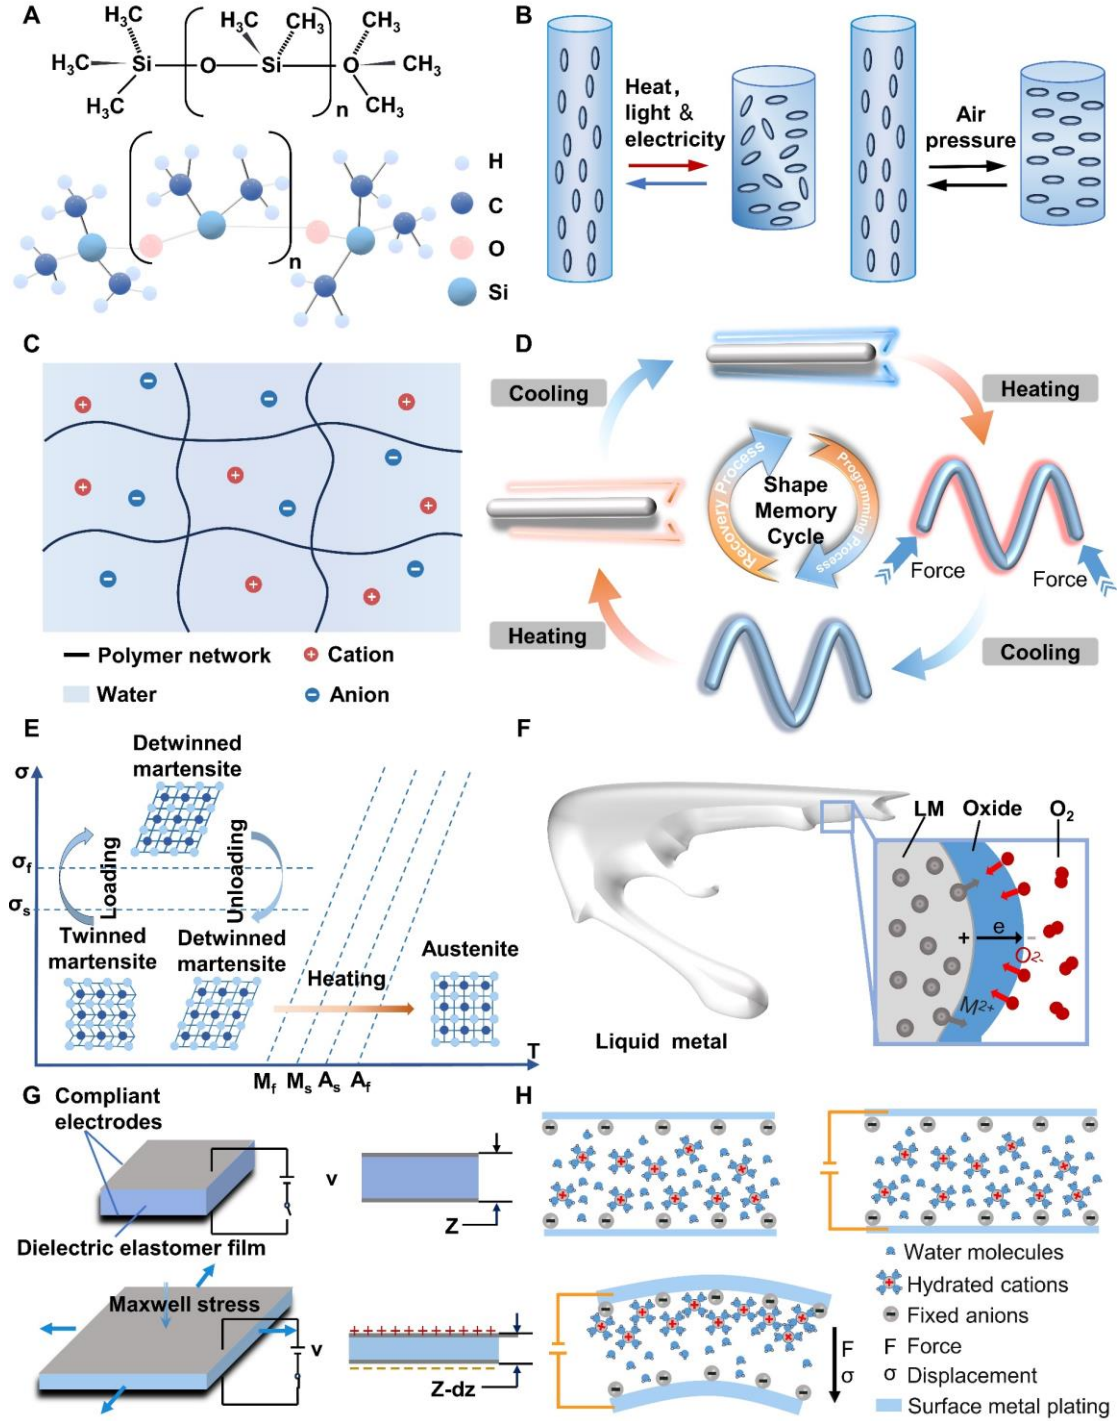 A
H₃C
H₃C
Si
H₃C
O
H₃C
CH₃
Si
n
CH₃
O
CH₃
CH₃
n
H
C
O
Si
B
Heat,
light &
electricity
Air
pressure
C
Polymer network
Cation
Water
Anion
D
Cooling
Heating
Shape
Memory
Cycle
Recovery Process
Programming Process
Force
Force
Heating
Cooling
E
σ
σf
σs
Detwinned
martensite
Loading
Unloading
Twinned
martensite
Detwinned
martensite
Heating
Austenite
T
Mf
Ms
As
Af
F
LM
Oxide
O₂
+
e
-
O2-
M2+
Liquid metal
G
Compliant
electrodes
V
Z
Dielectric elastomer film
Maxwell stress
V
+ + + + + + + + + +
Z-dz
H
Water molecules
Hydrated cations
Fixed anions
F Force
σ Displacement
Surface metal plating
F
σ